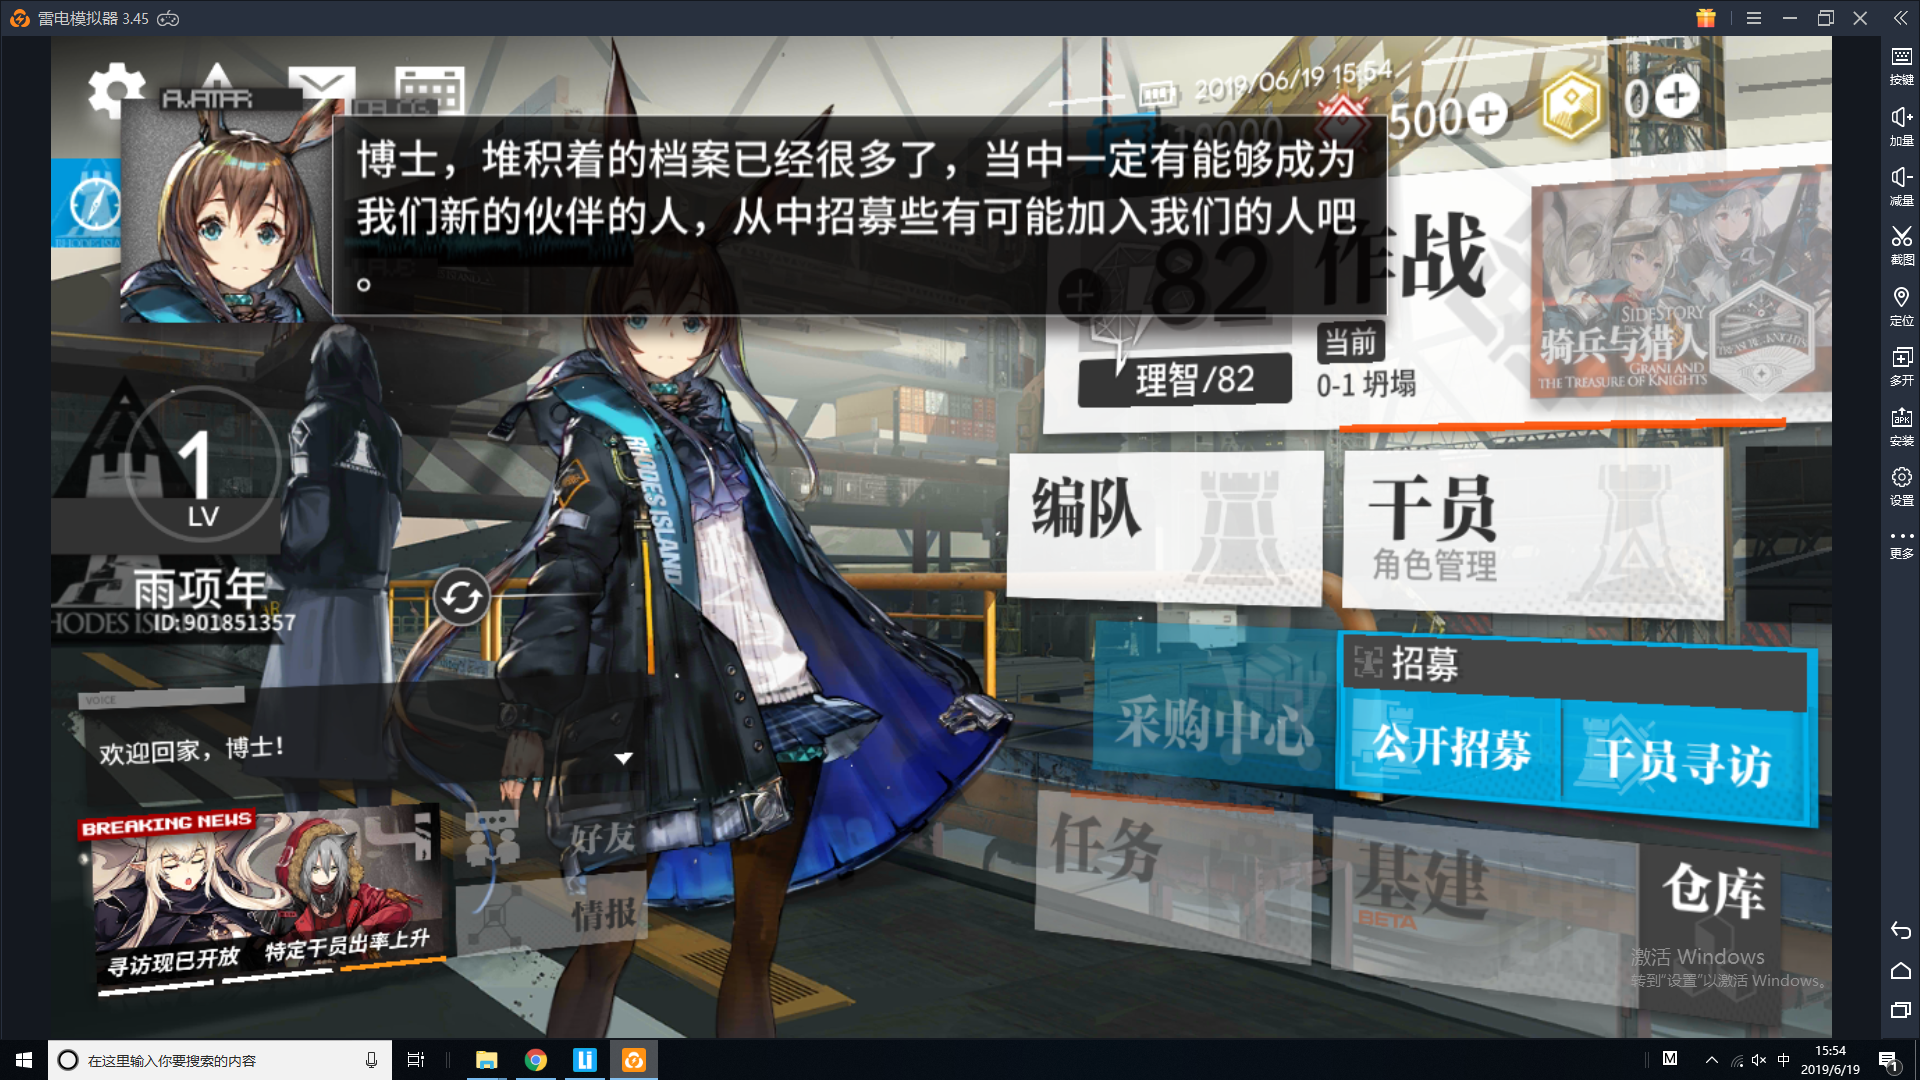 雷电模拟器 3.45
AVATAR
2019/06/19 15:54
10000
500
0
博士，堆积着的档案已经很多了，当中一定有能够成为
我们新的伙伴的人，从中招募些有可能加入我们的人吧
。
82
作战
理智/82
当前
0-1 坍塌
SIDESTORY
骑兵与猎人
GRANI AND
THE TREASURE OF KNIGHTS
TREASURE KNIGHTS
RHODES ISLAND
1
LV
雨项年
ID:901851357
编队
干员
角色管理
采购中心
招募
公开招募
干员寻访
VOICE
欢迎回家，博士！
BREAKING NEWS
寻访现已开放
特定干员出率上升
好友
情报
任务
基建
BETA
仓库
激活 Windows
转到"设置"以激活 Windows。
按键
加量
减量
截图
定位
多开
APK
安装
设置
更多
在这里输入你要搜索的内容
M
中
15:54
2019/6/19
1